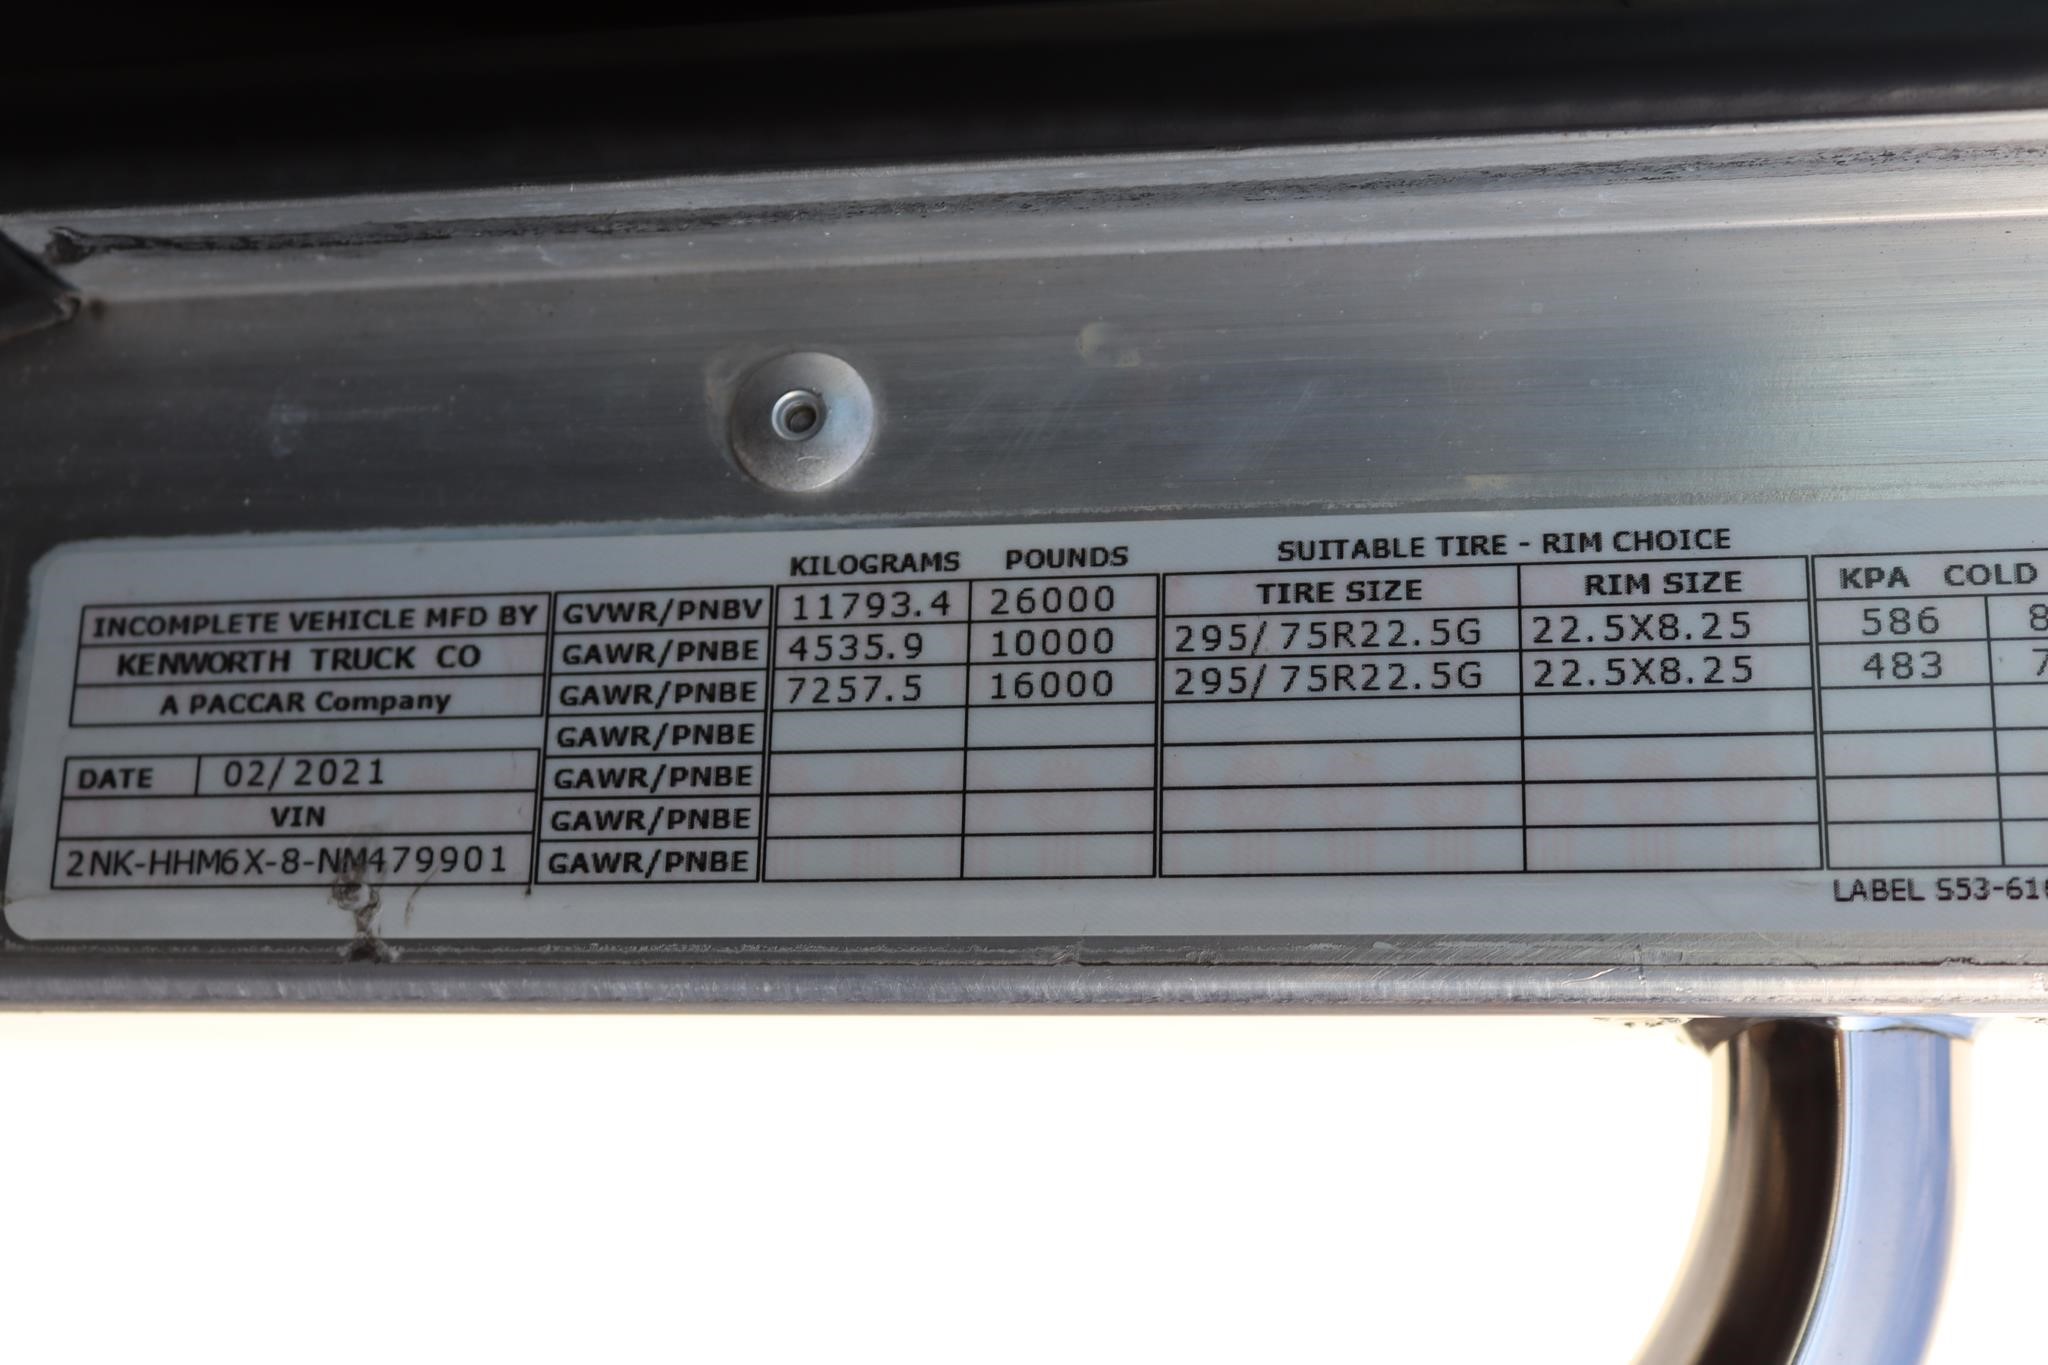 KILOGRAMS POUNDS SUITABLE TIRE - RIM CHOICE
INCOMPLETE VEHICLE MFD BY GVWR/PNBV 11793.4 26000 TIRE SIZE RIM SIZE KPA COLD
KENWORTH TRUCK CO GAWR/PNBE 4535.9 10000 295/75R22.5G 22.5X8.25 586
A PACCAR Company GAWR/PNBE 7257.5 16000 295/75R22.5G 22.5X8.25 483
GAWR/PNBE
DATE 02/2021 GAWR/PNBE
VIN GAWR/PNBE
2NK-HHM6X-8-NM479901 GAWR/PNBE
LABEL